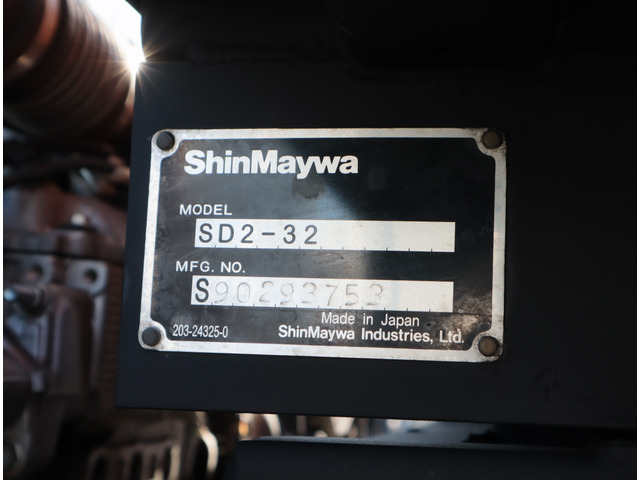 ShinMaywa
MODEL
SD2-32
MFG. NO.
S90293753
Made in Japan
203-24325-0
ShinMaywa Industries, Ltd.